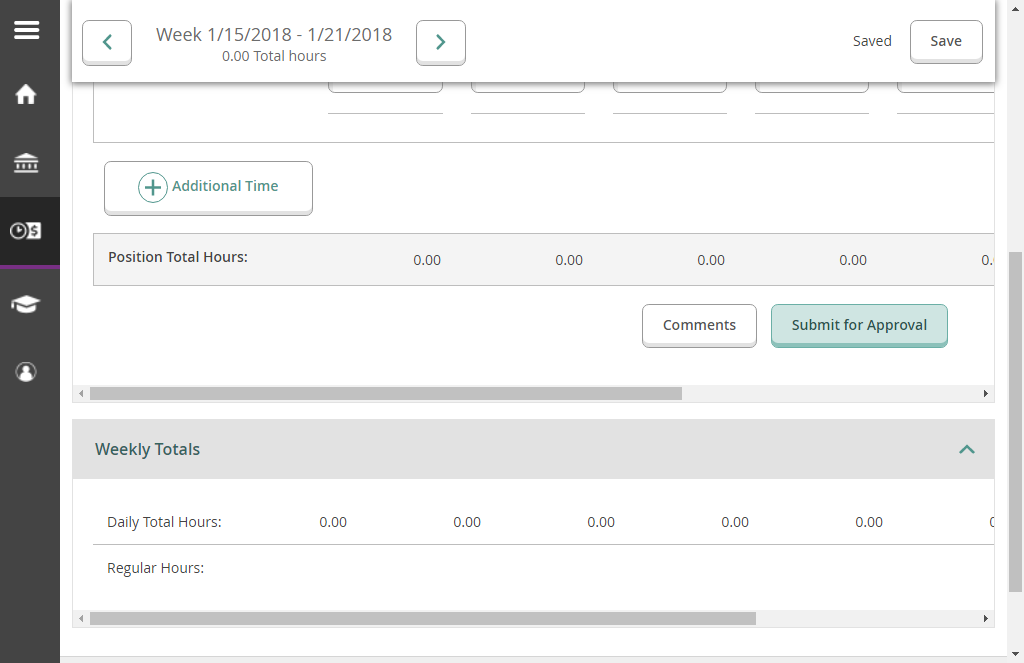 Week 1/15/2018 - 1/21/2018
0.00 Total hours
Saved
Save
Additional Time
Position Total Hours: 0.00 0.00 0.00 0.00 0.
Comments
Submit for Approval
Weekly Totals
Daily Total Hours: 0.00 0.00 0.00 0.00 0.00
Regular Hours: